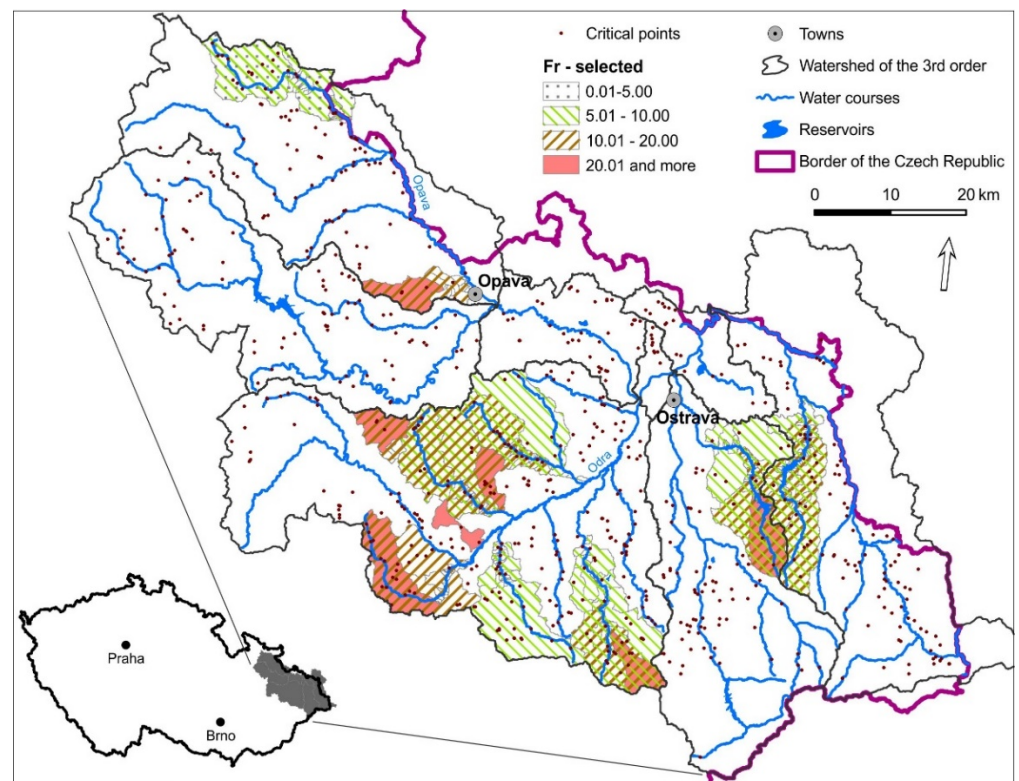 Critical points
Fr - selected
0.01-5.00
5.01 - 10.00
10.01 - 20.00
20.01 and more
Towns
Watershed of the 3rd order
Water courses
Reservoirs
Border of the Czech Republic
0 10 20 km
Opava
Opava
Ostrava
Odra
Praha
Brno